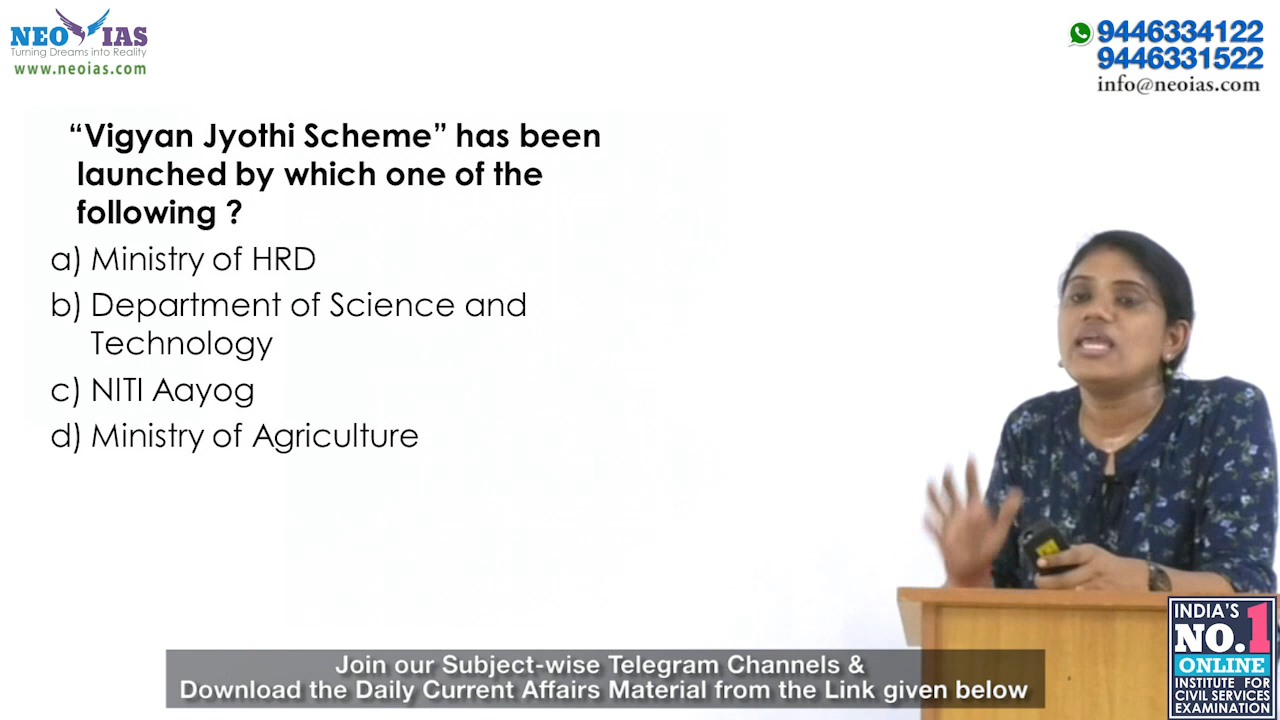 NEO IAS
Turning Dreams into Reality
www.neoias.com
9446334122
9446331522
info@neoias.com
“Vigyan Jyothi Scheme” has been
launched by which one of the
following ?
a) Ministry of HRD
b) Department of Science and
Technology
c) NITI Aayog
d) Ministry of Agriculture
INDIA'S
NO.1
ONLINE
INSTITUTE FOR
CIVIL SERVICES
EXAMINATION
Join our Subject-wise Telegram Channels &
Download the Daily Current Affairs Material from the Link given below